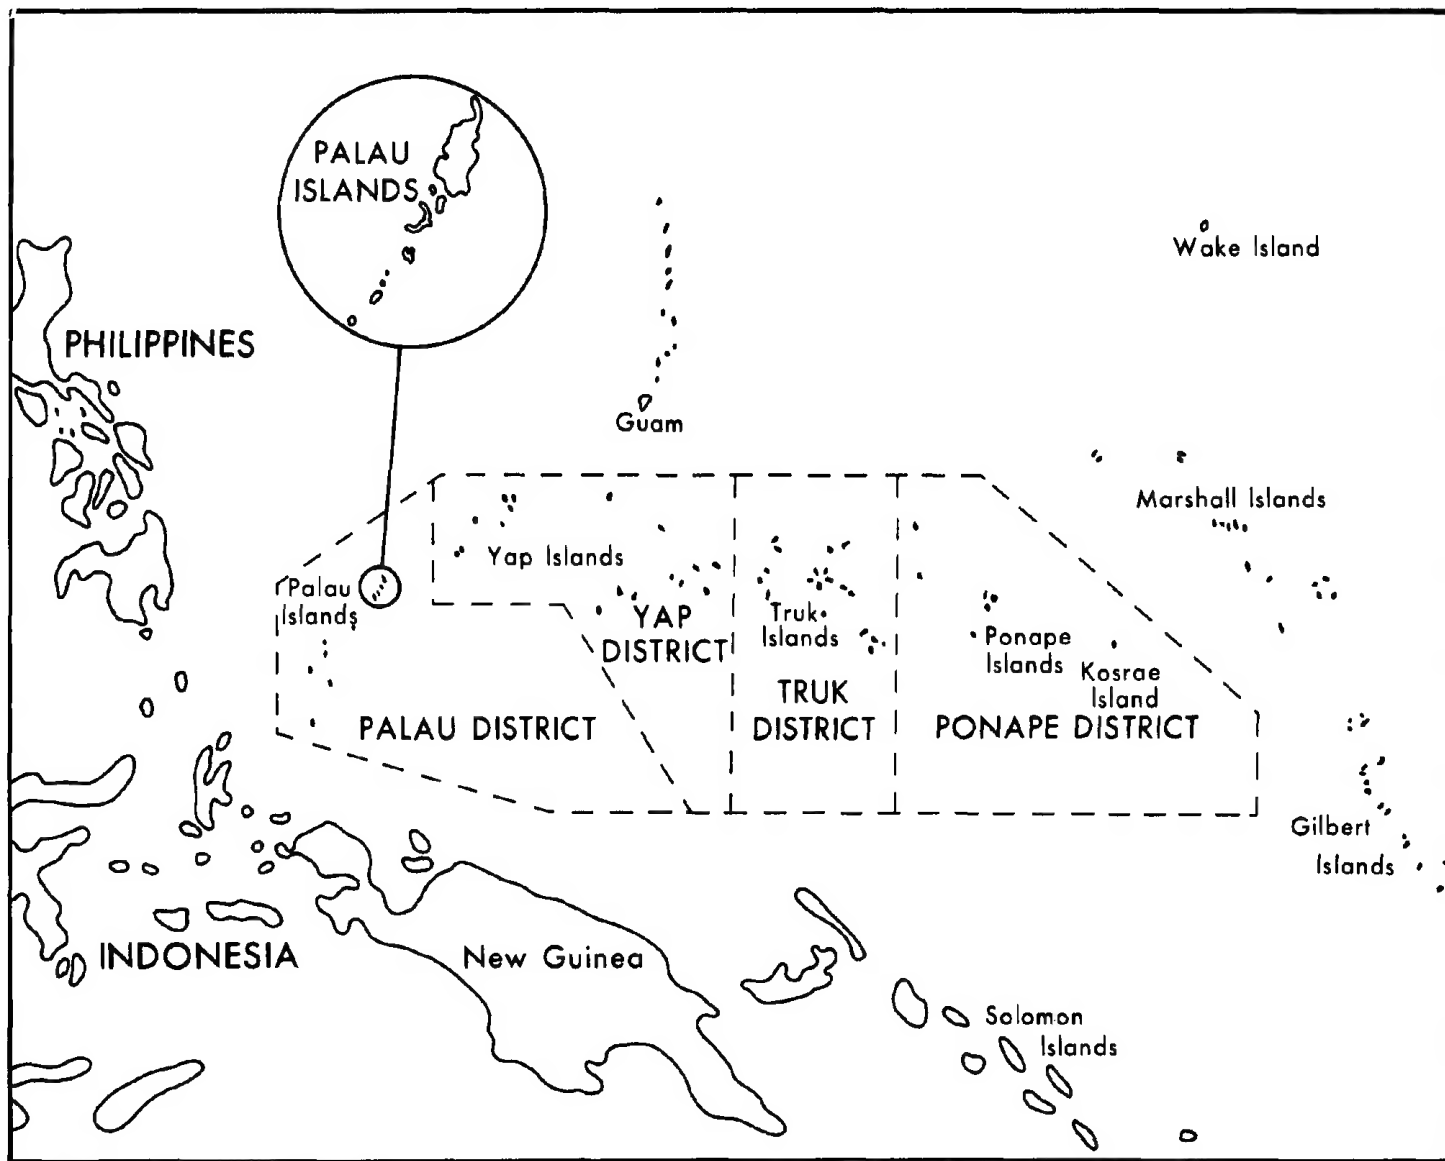 PALAU
ISLANDS
Wake Island
PHILIPPINES
Guam
Marshall Islands
Yap Islands
Palau
Islands
YAP
DISTRICT
Truk
Islands
Ponape
Islands
Kosrae
Island
TRUK
DISTRICT
PALAU DISTRICT
PONAPE DISTRICT
Gilbert
Islands
INDONESIA
New Guinea
Solomon
Islands